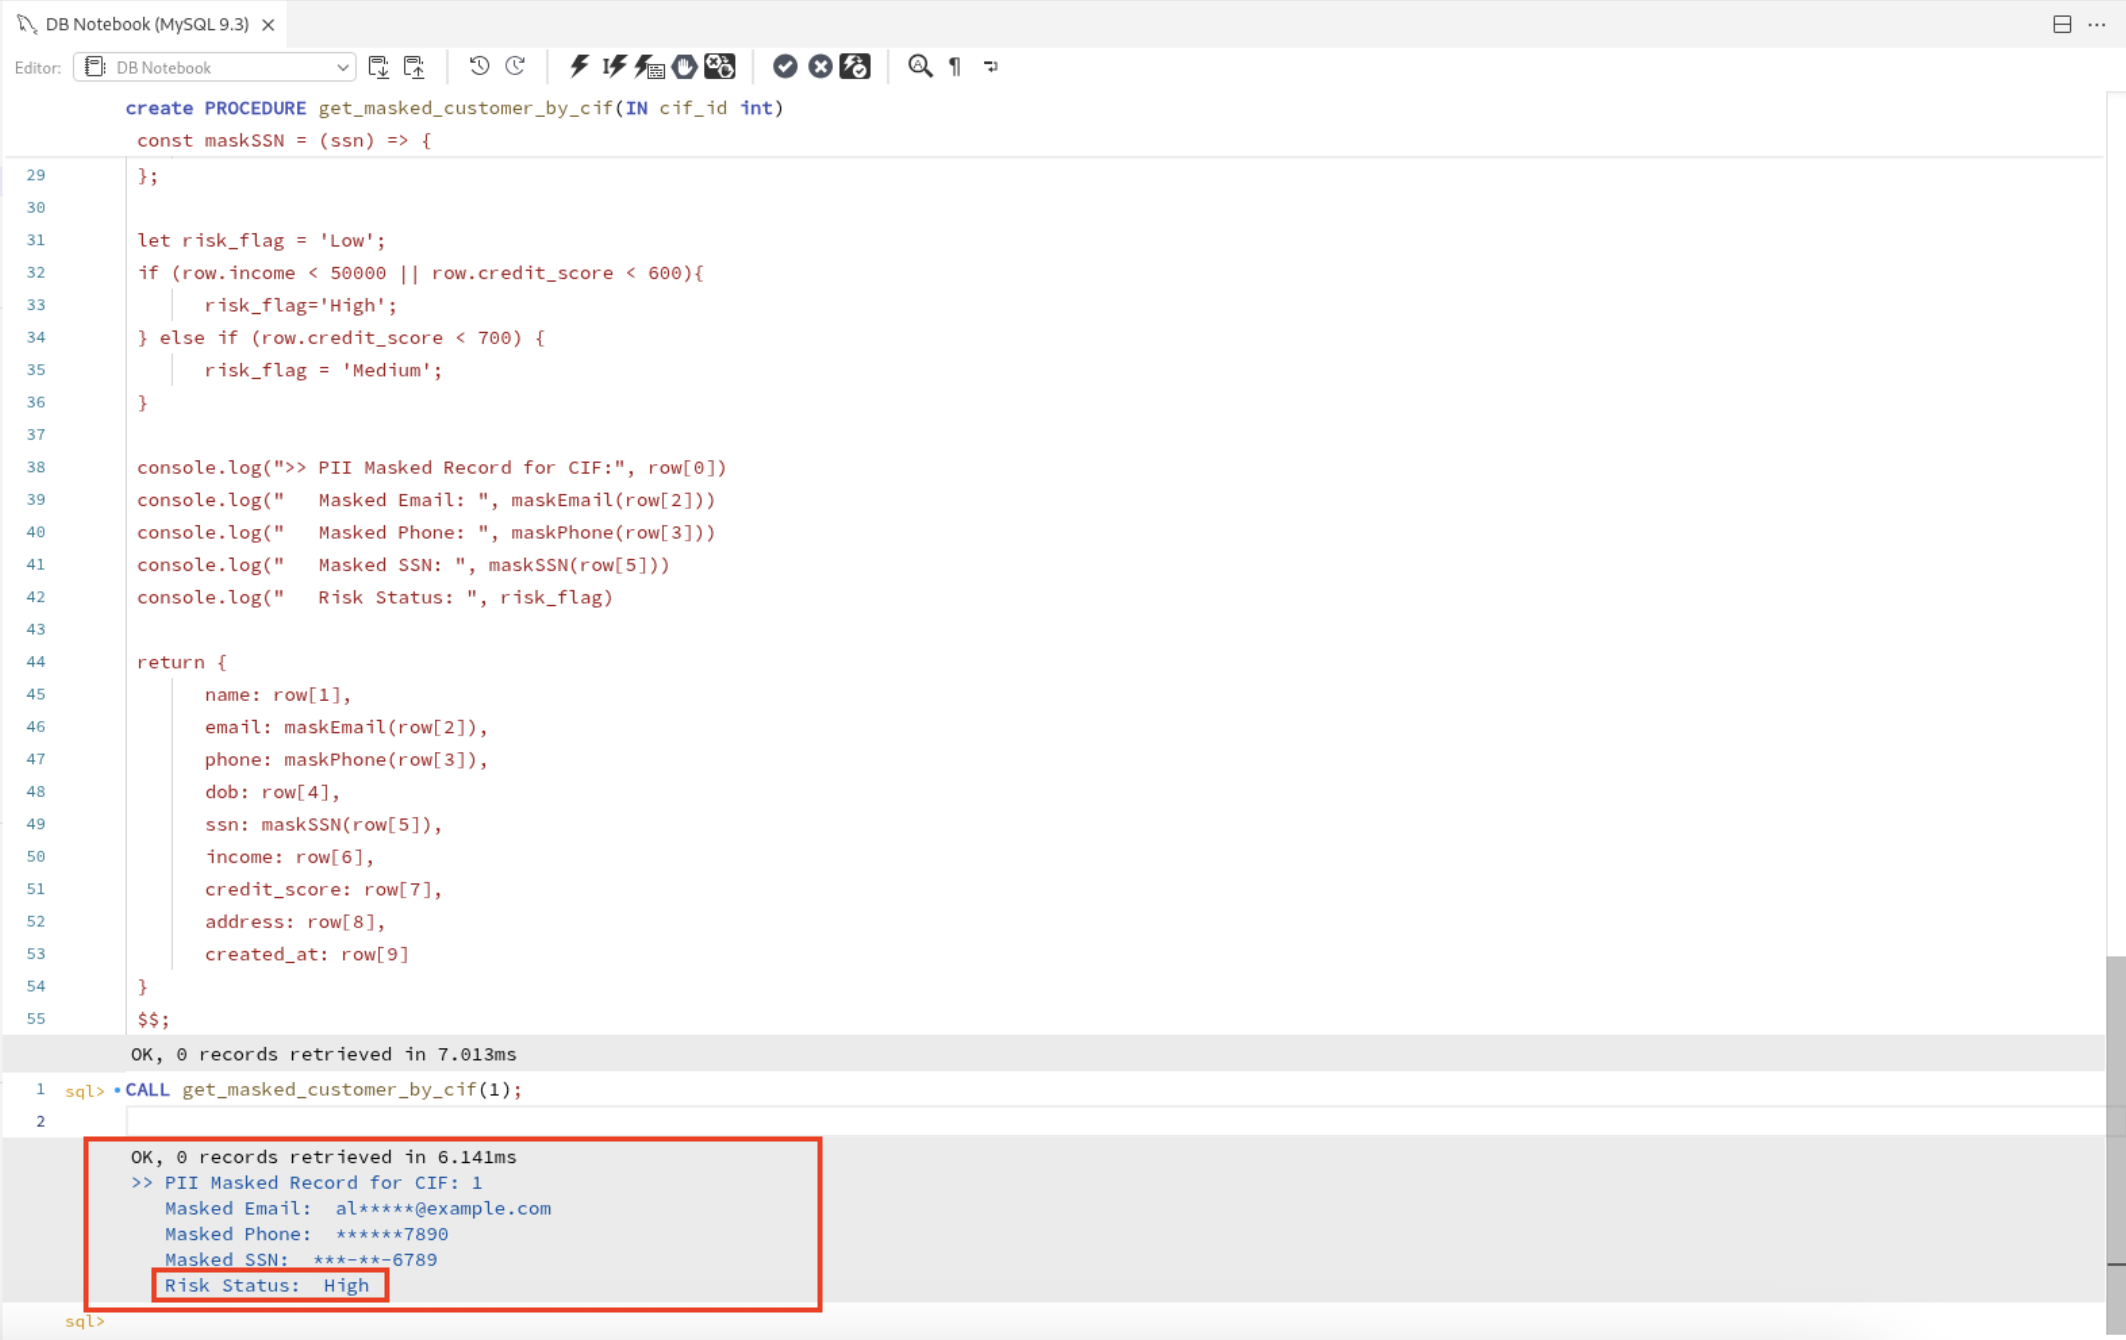 DB Notebook (MySQL 9.3)
Editor: DB Notebook
create PROCEDURE get_masked_customer_by_cif(IN cif_id int)
const maskSSN = (ssn) => {
29 };
30
31 let risk_flag = 'Low';
32 if (row.income < 50000 || row.credit_score < 600){
33 risk_flag='High';
34 } else if (row.credit_score < 700) {
35 risk_flag = 'Medium';
36 }
37
38 console.log(">> PII Masked Record for CIF:", row[0])
39 console.log("   Masked Email: ", maskEmail(row[2]))
40 console.log("   Masked Phone: ", maskPhone(row[3]))
41 console.log("   Masked SSN: ", maskSSN(row[5]))
42 console.log("   Risk Status: ", risk_flag)
43
44 return {
45 name: row[1],
46 email: maskEmail(row[2]),
47 phone: maskPhone(row[3]),
48 dob: row[4],
49 ssn: maskSSN(row[5]),
50 income: row[6],
51 credit_score: row[7],
52 address: row[8],
53 created_at: row[9]
54 }
55 $$;
OK, 0 records retrieved in 7.013ms
1 sql> CALL get_masked_customer_by_cif(1);
2
OK, 0 records retrieved in 6.141ms
>> PII Masked Record for CIF: 1
Masked Email:  al*****@example.com
Masked Phone:  ******7890
Masked SSN:  ***-**-6789
Risk Status:  High
sql>